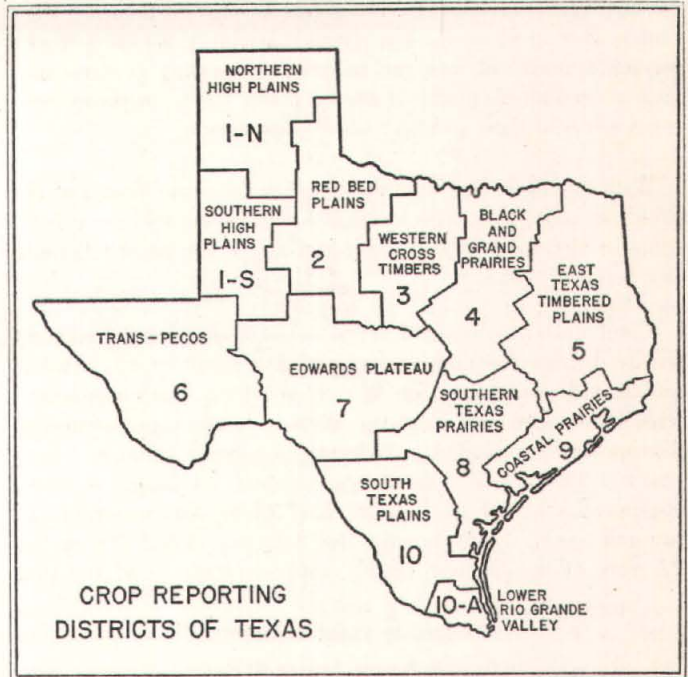 NORTHERN
HIGH PLAINS
1-N
SOUTHERN
HIGH
PLAINS
1-S
RED BED
PLAINS
2
WESTERN
CROSS
TIMBERS
3
BLACK
AND
GRAND
PRAIRIES
4
EAST
TEXAS
TIMBERED
PLAINS
5
TRANS-PECOS
6
EDWARDS PLATEAU
7
SOUTHERN
TEXAS
PRAIRIES
8
COASTAL PRAIRIES
9
SOUTH
TEXAS
PLAINS
10
10-A
LOWER
RIO GRANDE
VALLEY
CROP REPORTING
DISTRICTS OF TEXAS